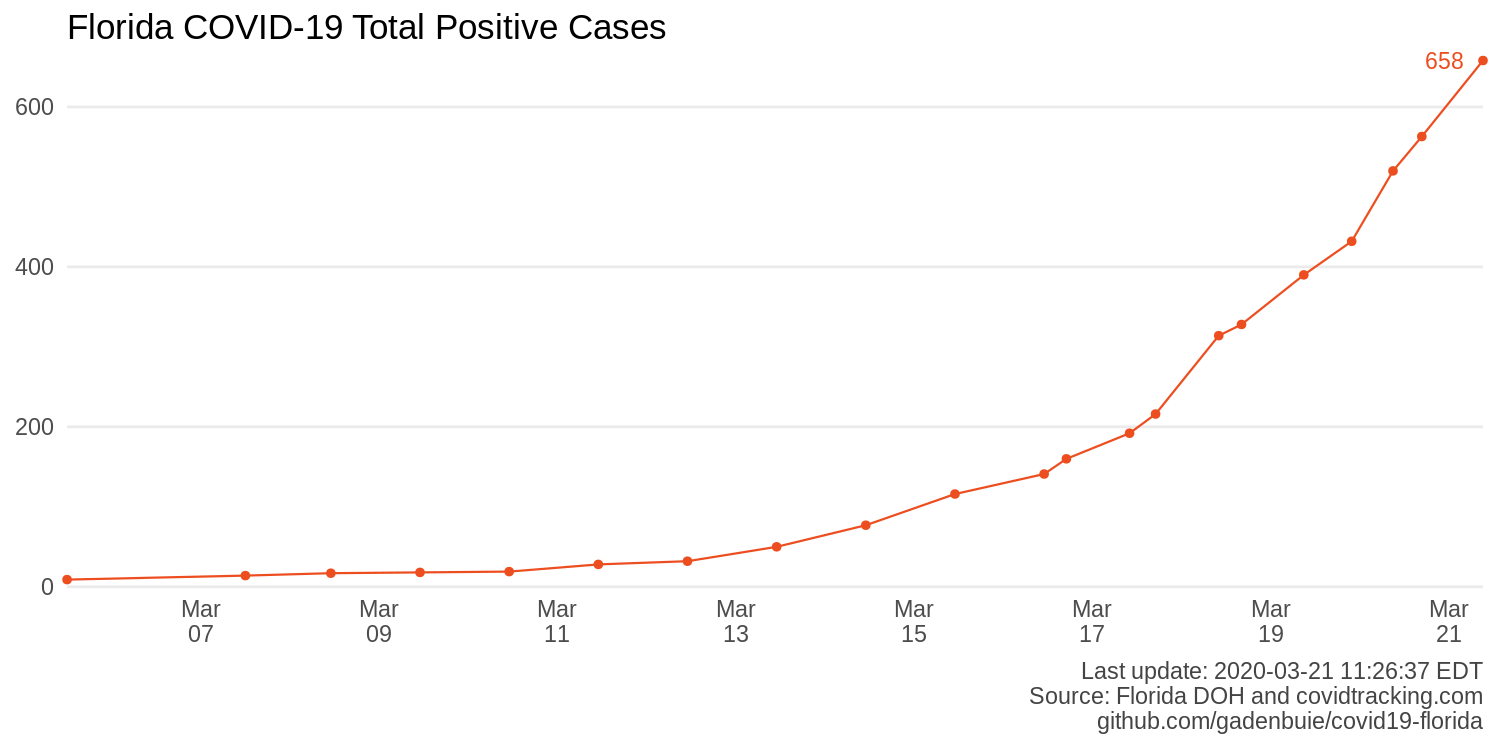 Florida COVID-19 Total Positive Cases
658
600
400
200
0
Mar Mar Mar Mar Mar Mar Mar Mar
07 09 11 13 15 17 19 21
Last update: 2020-03-21 11:26:37 EDT
Source: Florida DOH and covidtracking.com
github.com/gadenbuie/covid19-florida